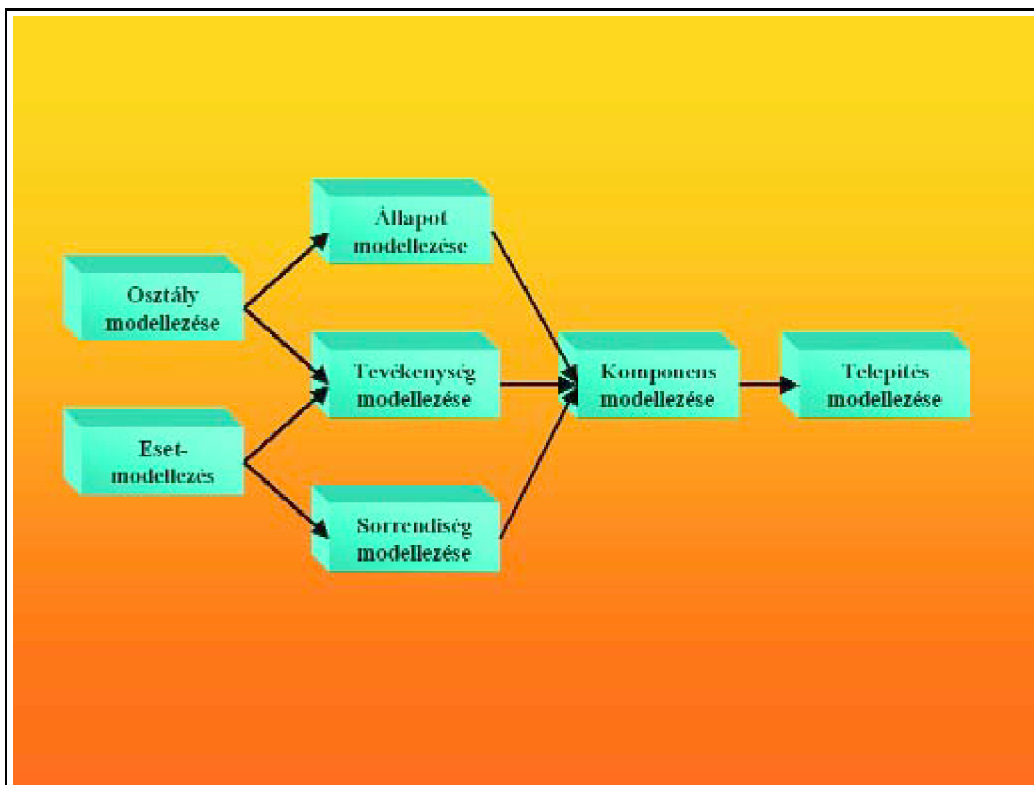 Állapot
modellezése
Osztály
modellezése
Tevékenység
modellezése
Komponens
modellezése
Telepítés
modellezése
Eset-
modellezés
Sorrendiség
modellezése